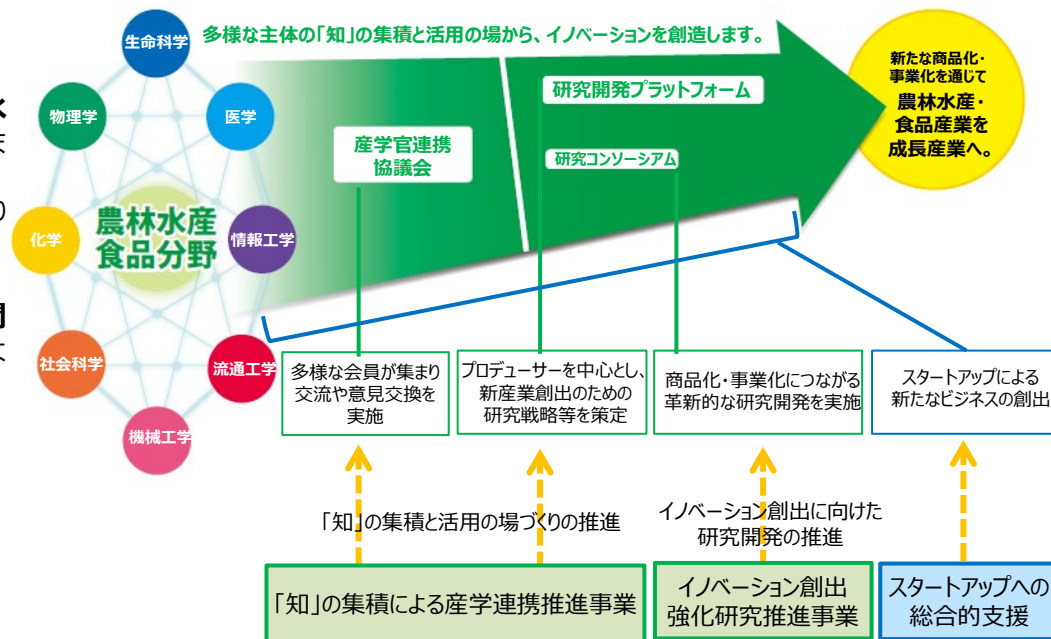 多様な主体の「知」の集積と活用の場から、イノベーションを創造します。
生命科学
物理学
医学
化学
農林水産
食品分野
情報工学
社会科学
流通工学
機械工学
産学官連携
協議会
研究開発プラットフォーム
研究コンソーシアム
新たな商品化・
事業化を通じて
農林水産・
食品産業を
成長産業へ。
多様な会員が集まり
交流や意見交換を
実施
プロデューサーを中心とし、
新産業創出のための
研究戦略等を策定
商品化・事業化につながる
革新的な研究開発を実施
スタートアップによる
新たなビジネスの創出
「知」の集積と活用の場づくりの推進
イノベーション創出に向けた
研究開発の推進
「知」の集積による産学連携推進事業
イノベーション創出
強化研究推進事業
スタートアップへの
総合的支援